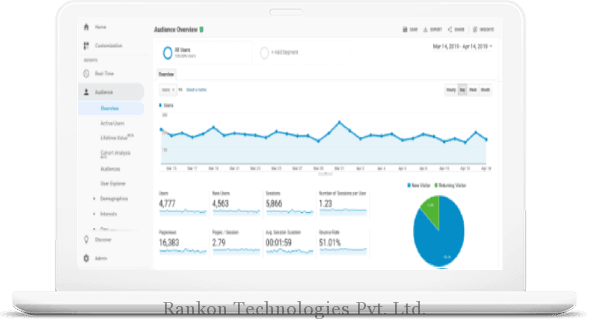 Home
Audience Overview
SAVE
EXPORT
SHARE
INSIGHTS
Customization
All Users
+ Add Segment
Mar 14, 2019 - Apr 14, 2019
REPORTS
Real-Time
Overview
Audience
Hourly
Day
Week
Month
Overview
Users
Active Users
Lifetime Value
Cohort Analysis
Audiences
User Explorer
Demographics
Interests
Geo
Discover
Admin
Users
New Users
Sessions
Number of Sessions per User
4,777
4,563
5,866
1.23
New Visitor
Returning Visitor
Pageviews
Pages / Session
Avg. Session Duration
Bounce Rate
16,383
2.79
00:01:59
51.01%
Rankon Technologies Pvt. Ltd.